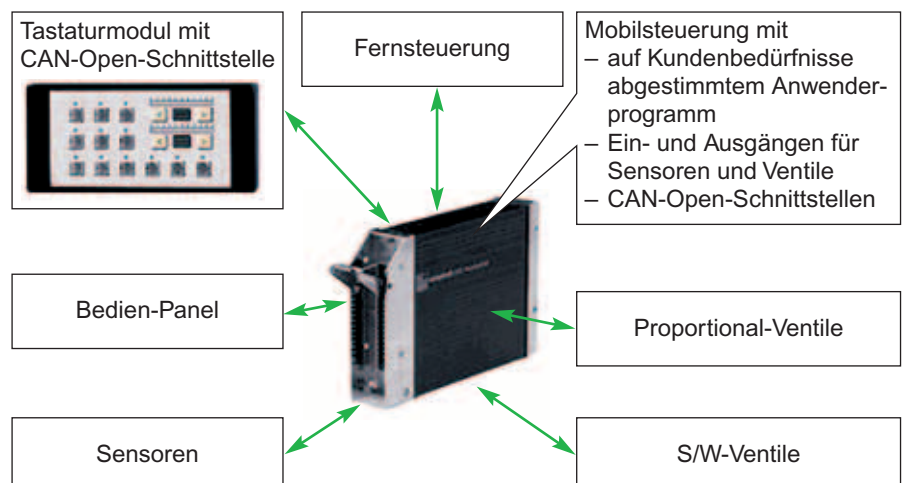 Tastaturmodul mit
CAN-Open-Schnittstelle
Fernsteuerung
Mobilsteuerung mit
– auf Kundenbedürfnisse
abgestimmtem Anwender-
programm
– Ein- und Ausgängen für
Sensoren und Ventile
– CAN-Open-Schnittstellen
Bedien-Panel
Proportional-Ventile
Sensoren
S/W-Ventile